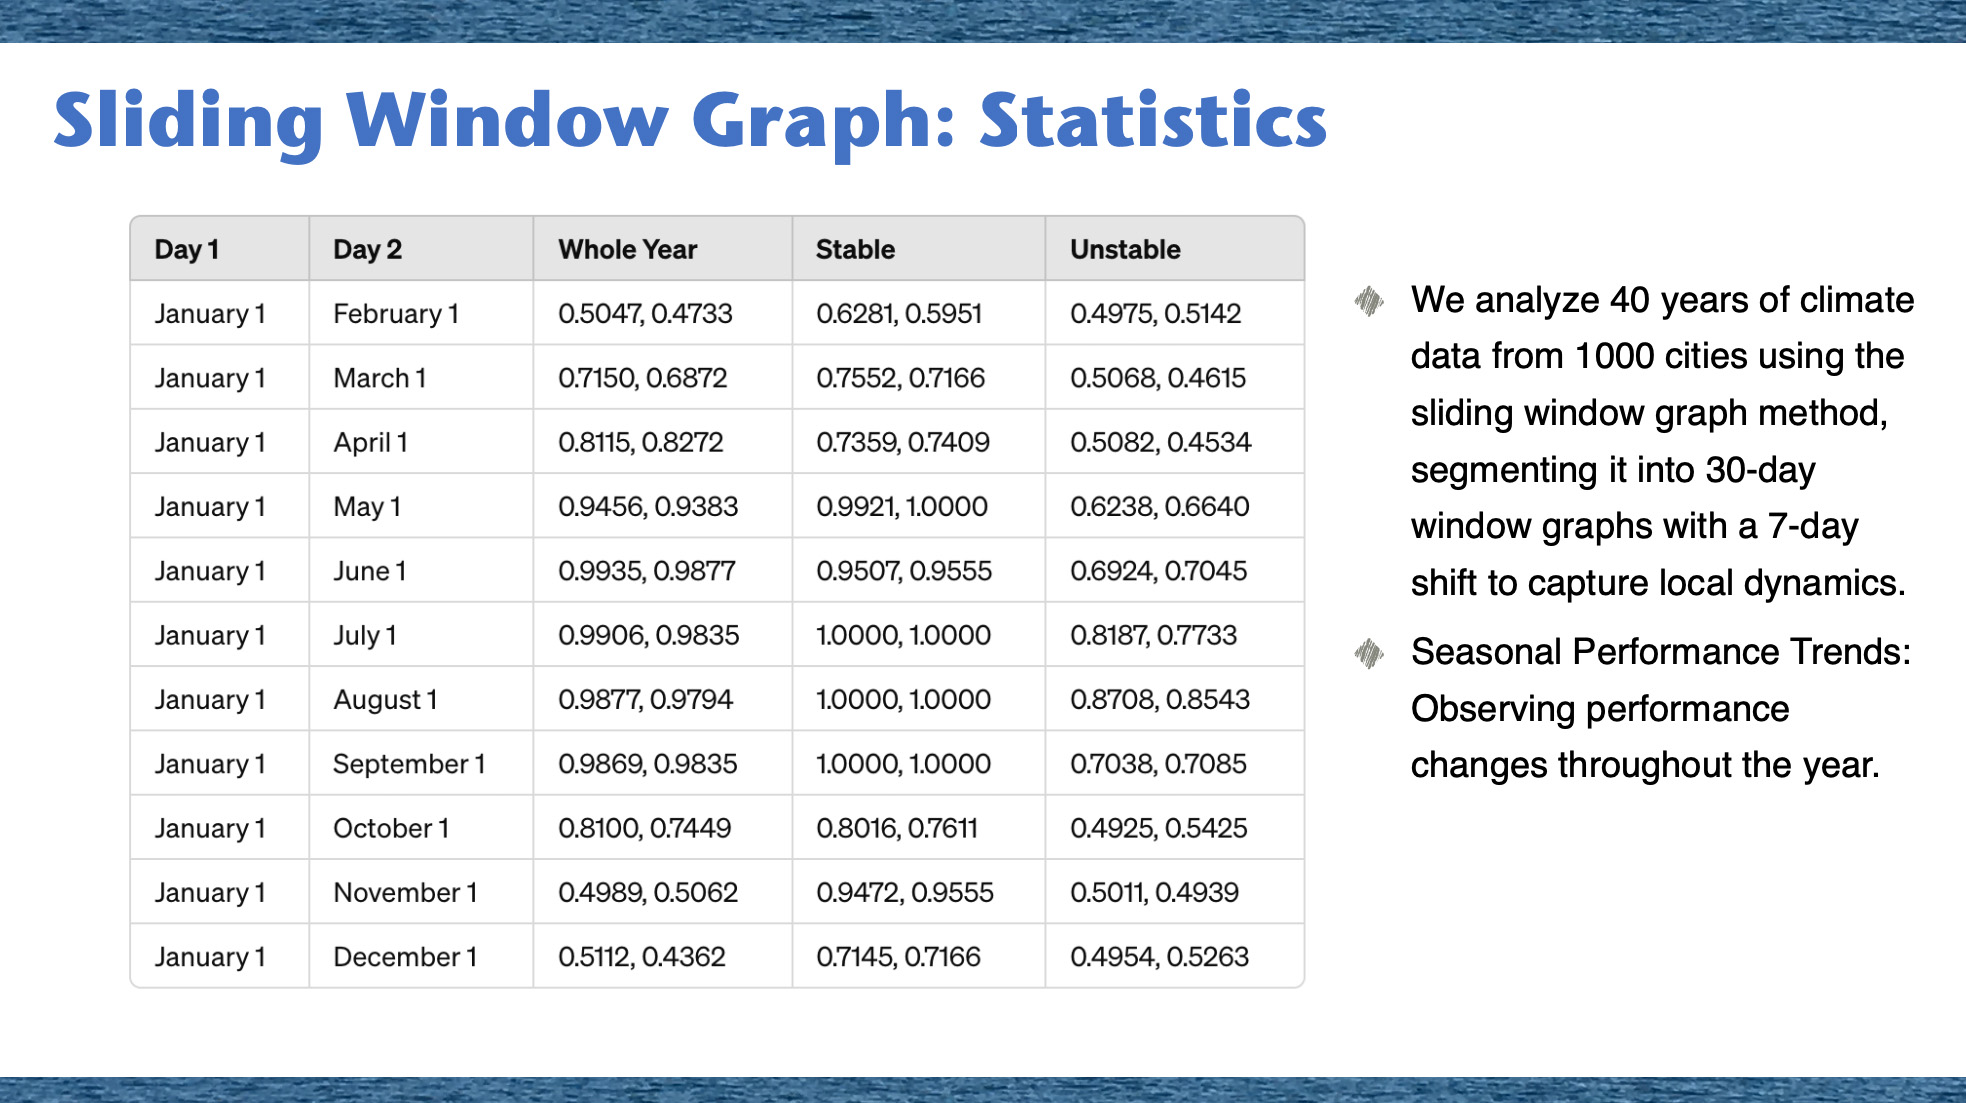 Sliding Window Graph: Statistics
Day 1 Day 2 Whole Year Stable Unstable
January 1 February 1 0.5047, 0.4733 0.6281, 0.5951 0.4975, 0.5142
January 1 March 1 0.7150, 0.6872 0.7552, 0.7166 0.5068, 0.4615
January 1 April 1 0.8115, 0.8272 0.7359, 0.7409 0.5082, 0.4534
January 1 May 1 0.9456, 0.9383 0.9921, 1.0000 0.6238, 0.6640
January 1 June 1 0.9935, 0.9877 0.9507, 0.9555 0.6924, 0.7045
January 1 July 1 0.9906, 0.9835 1.0000, 1.0000 0.8187, 0.7733
January 1 August 1 0.9877, 0.9794 1.0000, 1.0000 0.8708, 0.8543
January 1 September 1 0.9869, 0.9835 1.0000, 1.0000 0.7038, 0.7085
January 1 October 1 0.8100, 0.7449 0.8016, 0.7611 0.4925, 0.5425
January 1 November 1 0.4989, 0.5062 0.9472, 0.9555 0.5011, 0.4939
January 1 December 1 0.5112, 0.4362 0.7145, 0.7166 0.4954, 0.5263
We analyze 40 years of climate
data from 1000 cities using the
sliding window graph method,
segmenting it into 30-day
window graphs with a 7-day
shift to capture local dynamics.
Seasonal Performance Trends:
Observing performance
changes throughout the year.